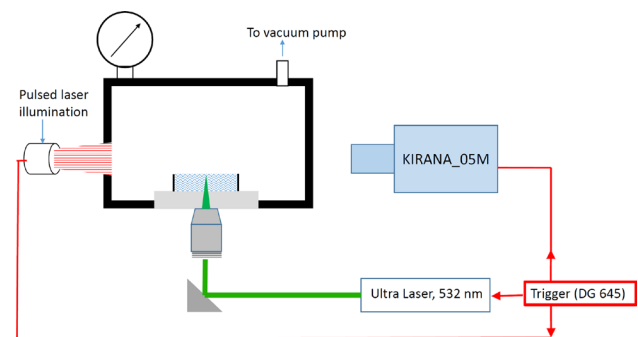 To vacuum pump
Pulsed laser
illumination
KIRANA_05M
Ultra Laser, 532 nm
Trigger (DG 645)